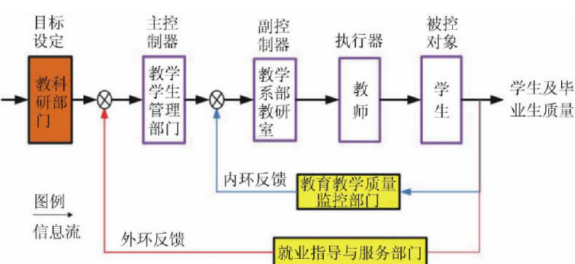 目标
设定
主控
制器
副控
制器
执行器
被控
对象
教科
研部
门
教学
学生
管理
部门
教学
系部
教研
室
教
师
学
生
学生及毕
业生质量
内环反馈
教育教学质量
监控部门
图例
信息流
外环反馈
就业指导与服务部门